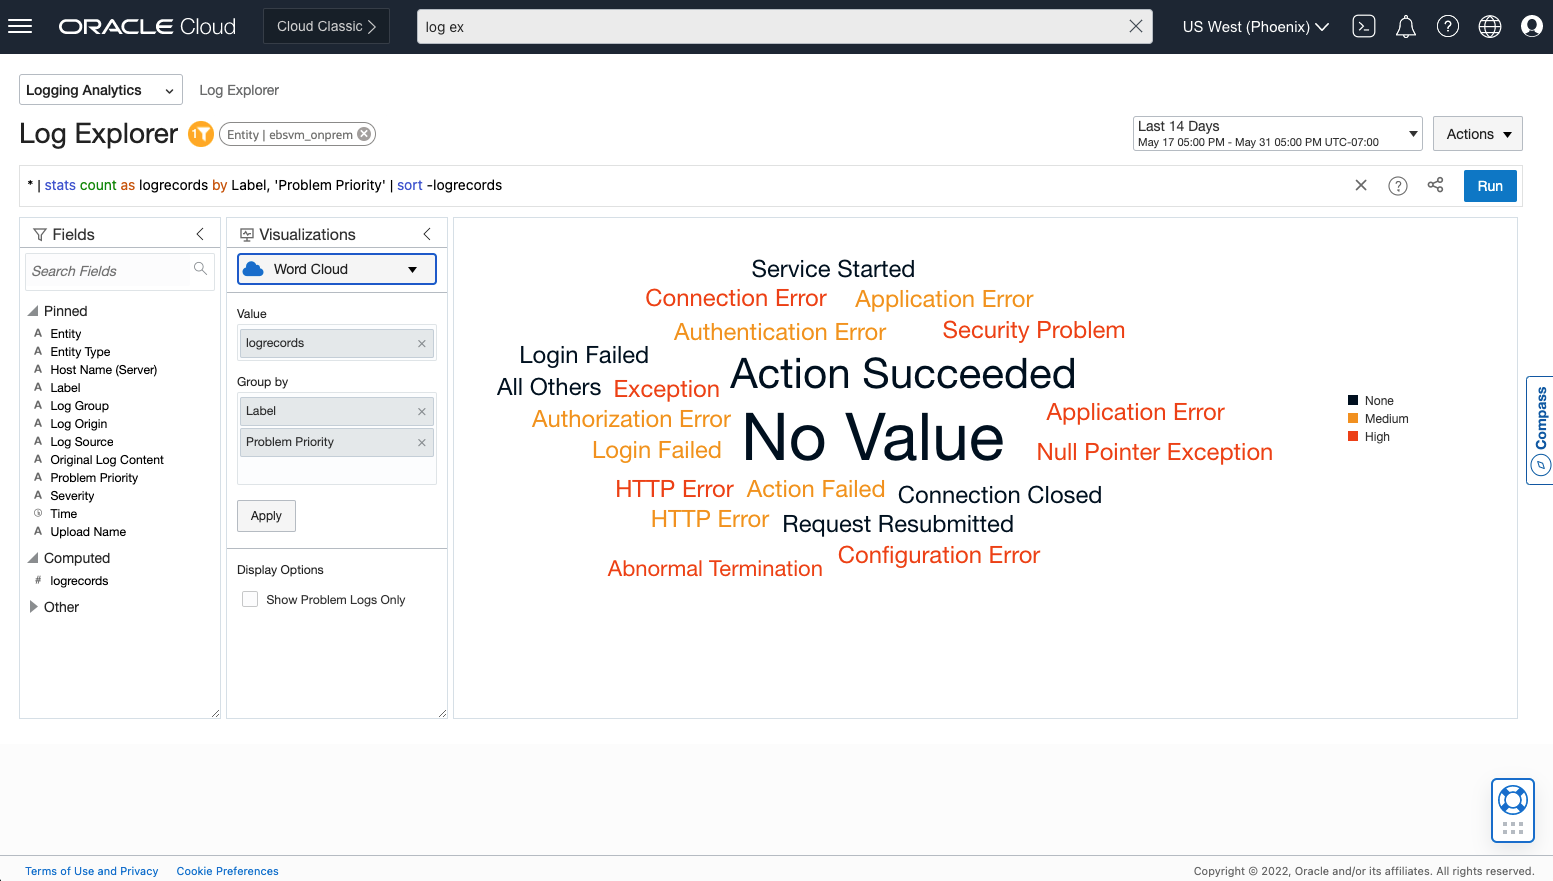 ORACLE Cloud
Cloud Classic
log ex
US West (Phoenix)
Logging Analytics
Log Explorer
Log Explorer
1
Entity | ebsvm_onprem
Last 14 Days
May 17 05:00 PM - May 31 05:00 PM UTC-07:00
Actions
* | stats count as logrecords by Label, 'Problem Priority' | sort -logrecords
Run
Fields
Search Fields
Pinned
A Entity
A Entity Type
A Host Name (Server)
A Label
A Log Group
A Log Origin
A Log Source
A Original Log Content
A Problem Priority
A Severity
Time
A Upload Name
Computed
# logrecords
Other
Visualizations
Word Cloud
Value
logrecords
Group by
Label
Problem Priority
Apply
Display Options
Show Problem Logs Only
Service Started
Connection Error
Application Error
Authentication Error
Security Problem
Login Failed
Action Succeeded
All Others
Exception
Authorization Error
No Value
Application Error
Login Failed
Null Pointer Exception
HTTP Error
Action Failed
Connection Closed
HTTP Error
Request Resubmitted
Abnormal Termination
Configuration Error
None
Medium
High
Compass
Terms of Use and Privacy
Cookie Preferences
Copyright © 2022, Oracle and/or its affiliates. All rights reserved.